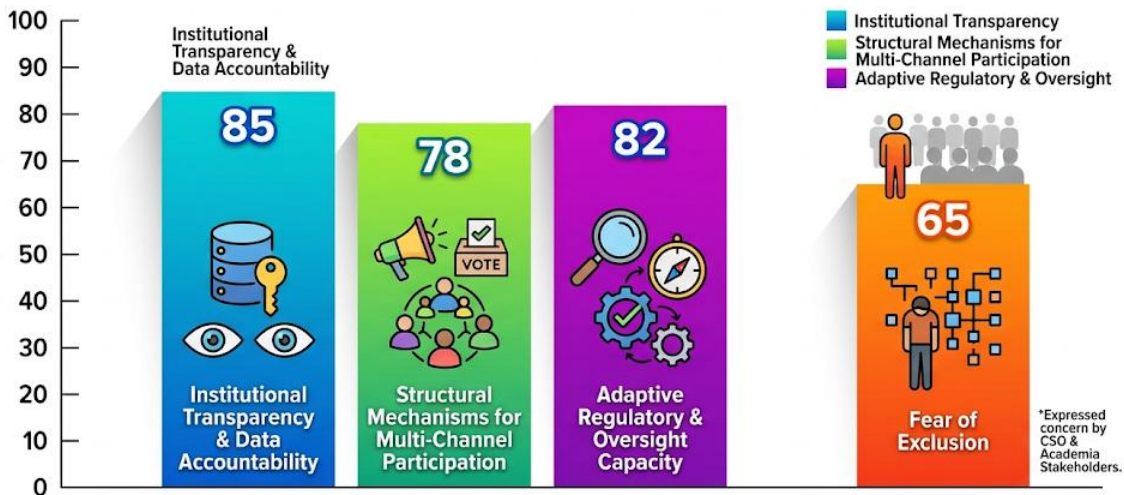 100
90
80
70
60
50
40
30
20
10
0
Institutional
Transparency &
Data Accountability
85
Institutional
Transparency
& Data
Accountability
78
VOTE
Structural
Mechanisms for
Multi-Channel
Participation
82
Adaptive
Regulatory &
Oversight
Capacity
Institutional Transparency
Structural Mechanisms for
Multi-Channel Participation
Adaptive Regulatory & Oversight
65
Fear of
Exclusion
*Expressed
concern by
CSO &
Academia
Stakeholders.